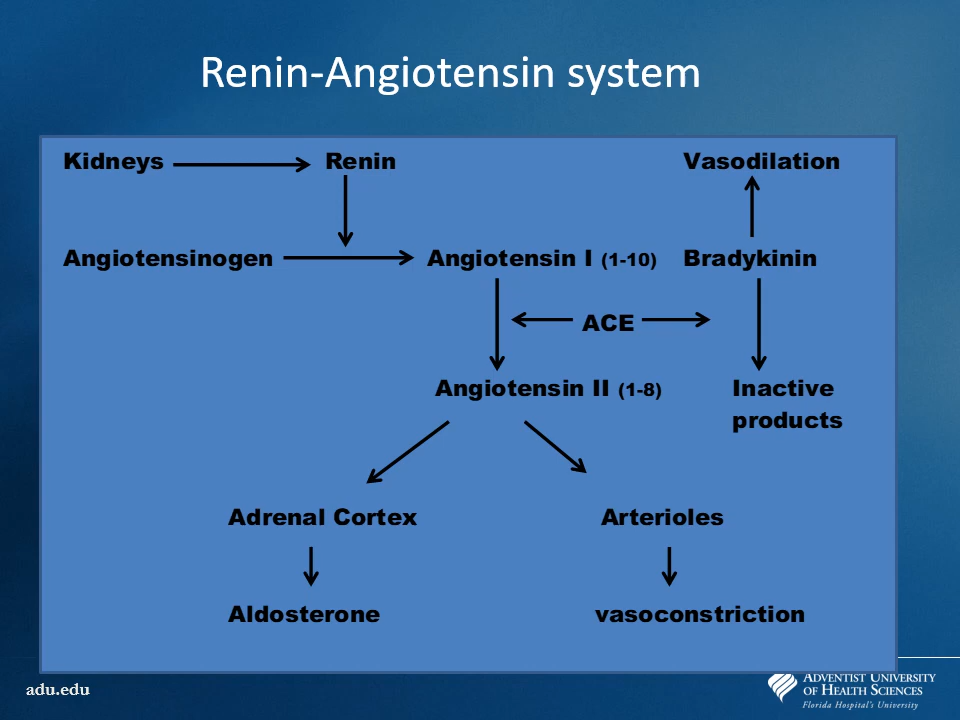 Renin-Angiotensin system
Kidneys Renin Vasodilation
Angiotensinogen Angiotensin I (1-10) Bradykinin
ACE
Angiotensin II (1-8) Inactive
products
Adrenal Cortex Arterioles
Aldosterone vasoconstriction
adu.edu
ADVENTIST UNIVERSITY
OF HEALTH SCIENCES
Florida Hospital's University